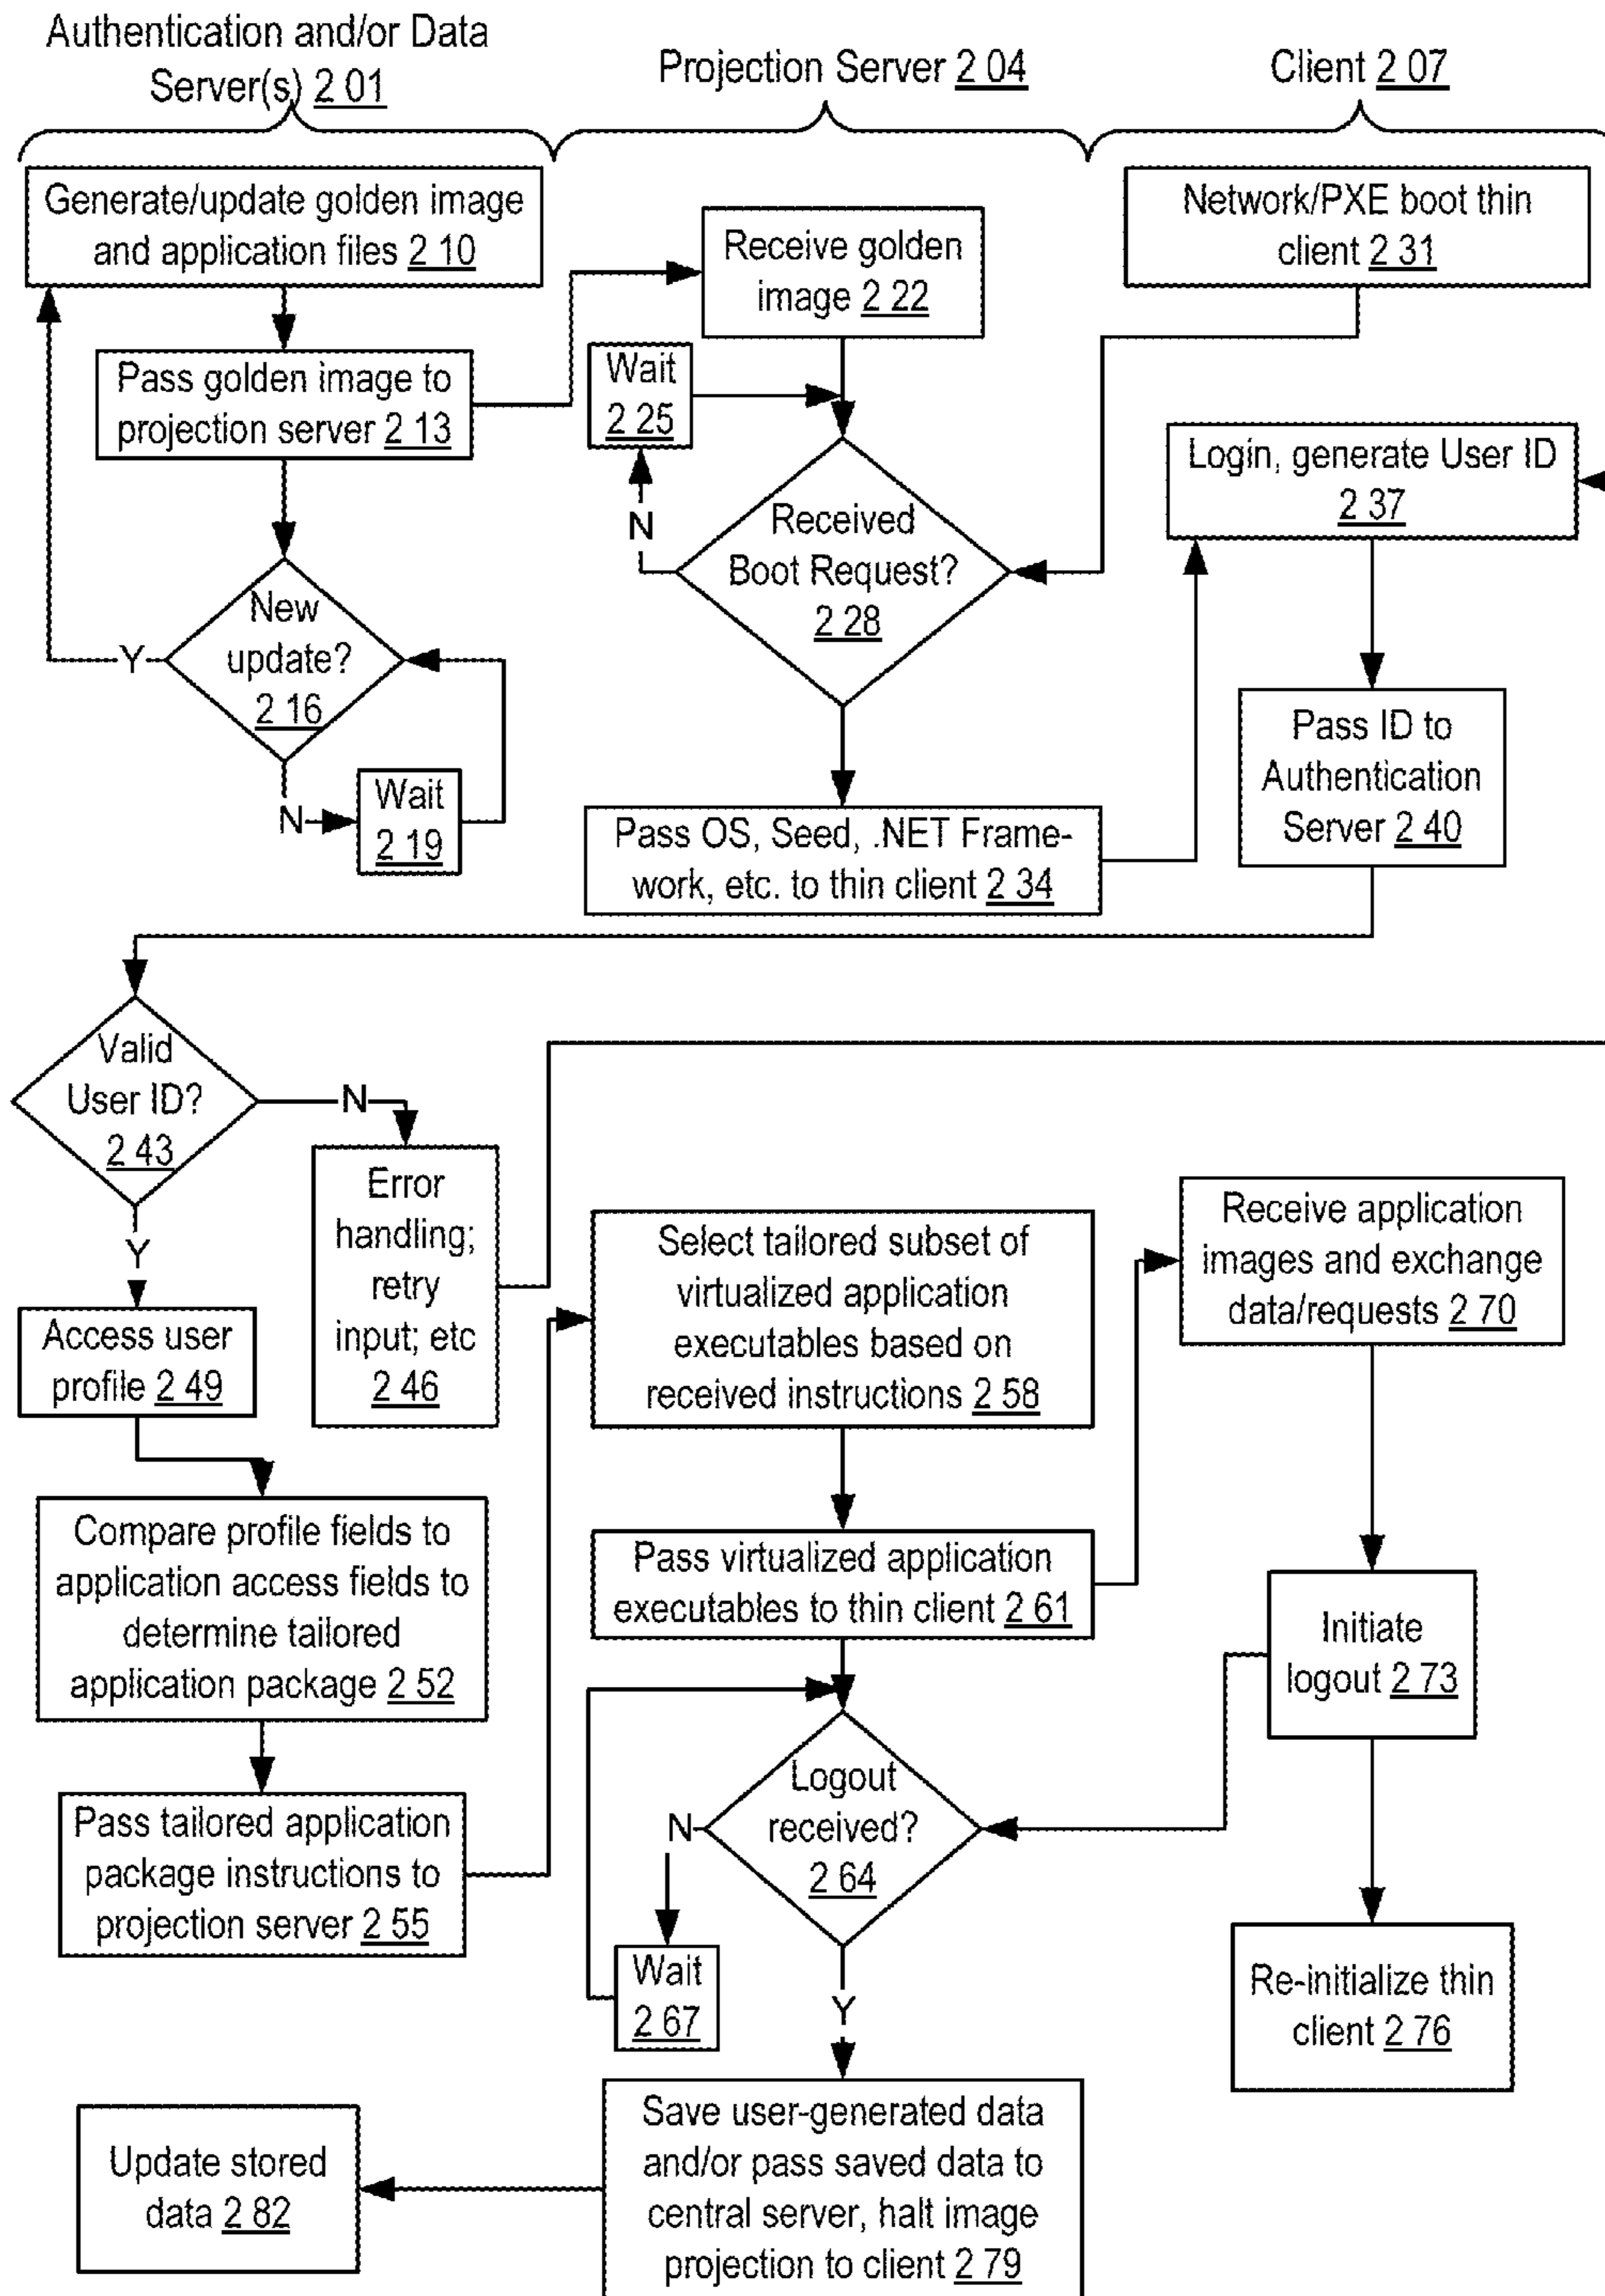 Authentication and/or Data
Server(s) 2 01
Projection Server 2 04
Client 2 07
Generate/update golden image
and application files 2 10
Pass golden image to
projection server 2 13
New
update?
2 16
Y
N
Wait
2 19
Receive golden
image 2 22
Wait
2 25
N
Received
Boot Request?
2 28
Pass OS, Seed, .NET Frame-
work, etc. to thin client 2 34
Network/PXE boot thin
client 2 31
Login, generate User ID
2 37
Pass ID to
Authentication
Server 2 40
Valid
User ID?
2 43
N
Y
Error
handling;
retry
input; etc
2 46
Access user
profile 2 49
Compare profile fields to
application access fields to
determine tailored
application package 2 52
Pass tailored application
package instructions to
projection server 2 55
Select tailored subset of
virtualized application
executables based on
received instructions 2 58
Pass virtualized application
executables to thin client 2 61
Logout
received?
2 64
N
Wait
2 67
Y
Receive application
images and exchange
data/requests 2 70
Initiate
logout 2 73
Re-initialize thin
client 2 76
Save user-generated data
and/or pass saved data to
central server, halt image
projection to client 2 79
Update stored
data 2 82